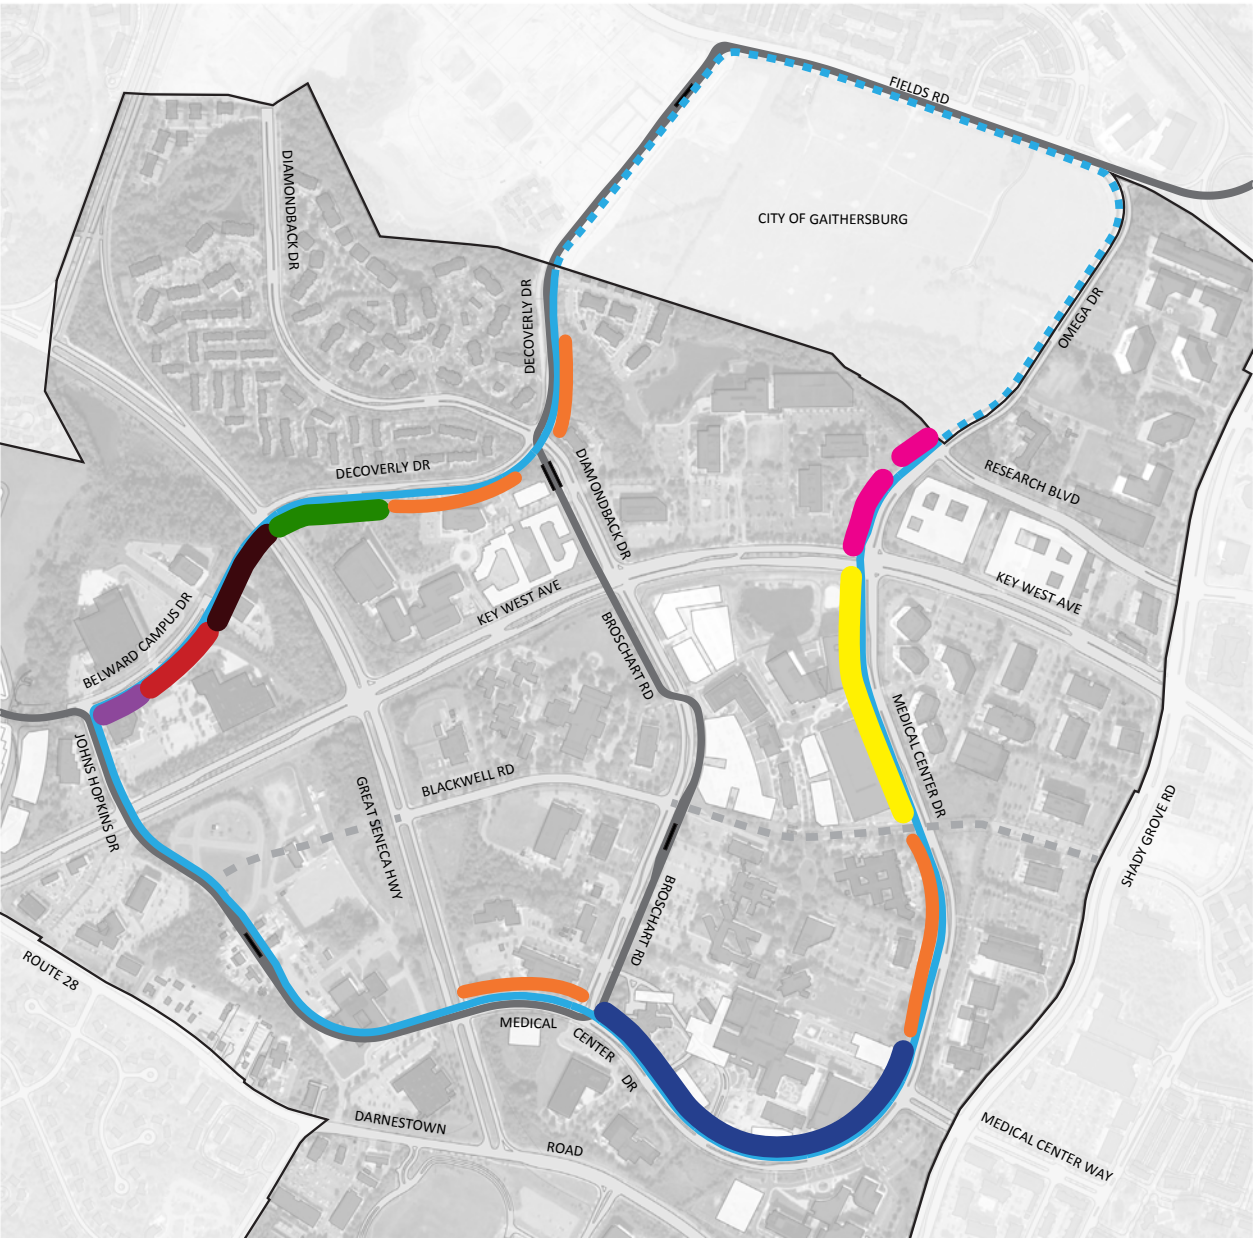 FIELDS RD
DIAMONDBACK DR
CITY OF GAITHERSBURG
DECOVERLY DR
OMEGA DR
DECOVERLY DR
DIAMONDBACK DR
RESEARCH BLVD
KEY WEST AVE
KEY WEST AVE
BELWARD CAMPUS DR
BROSCHART RD
MEDICAL CENTER DR
JOHNS HOPKINS DR
GREAT SENECA HWY
BLACKWELL RD
SHADY GROVE RD
BROSCHART RD
ROUTE 28
MEDICAL
CENTER
DR
DARNESTOWN
ROAD
MEDICAL CENTER WAY